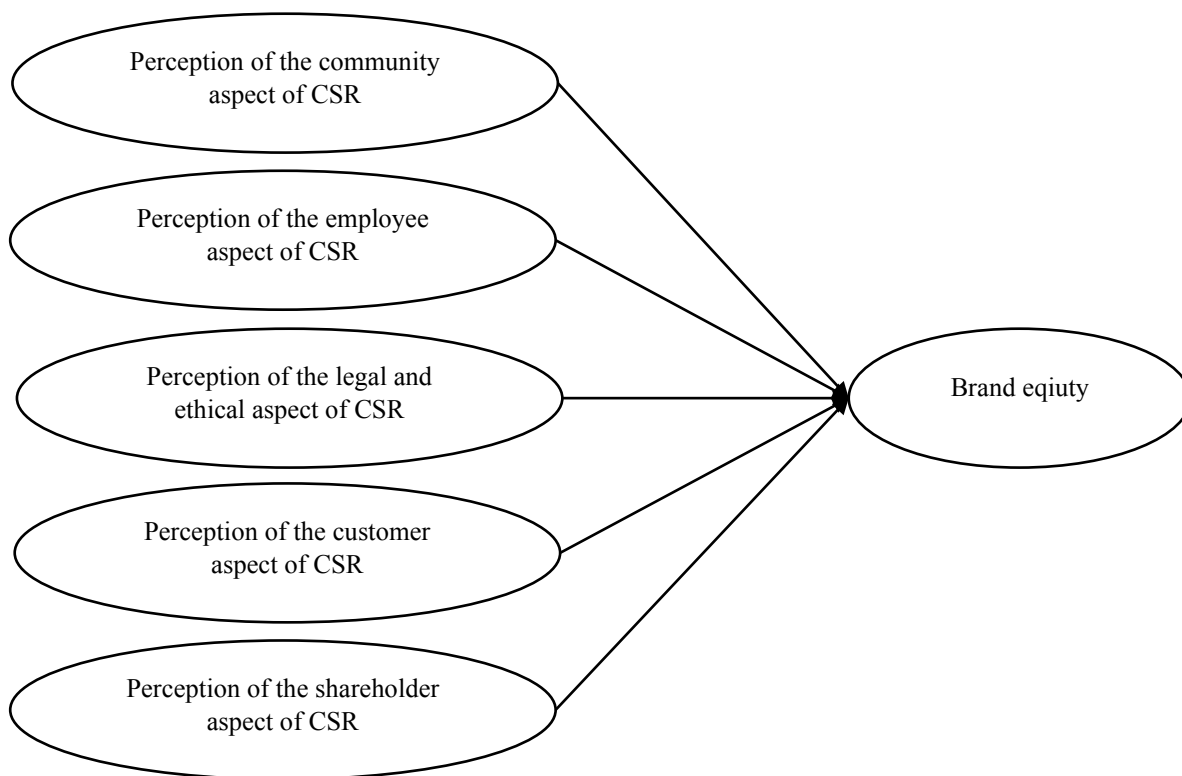 Perception of the community
aspect of CSR
Perception of the employee
aspect of CSR
Perception of the legal and
ethical aspect of CSR
Brand eqiuty
Perception of the customer
aspect of CSR
Perception of the shareholder
aspect of CSR